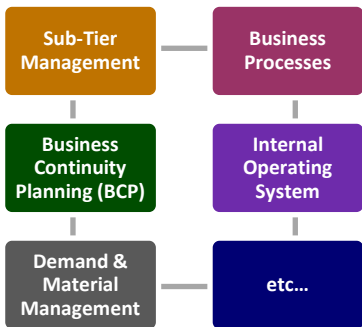 Sub-Tier
Management
Business
Processes
Business
Continuity
Planning (BCP)
Internal
Operating
System
Demand &
Material
Management
etc...